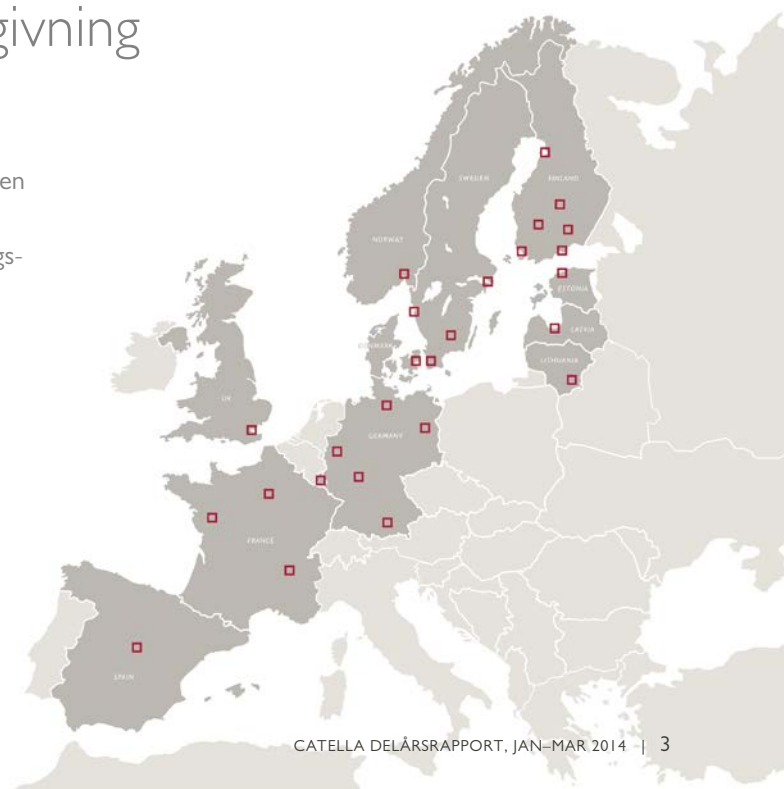 givning
en
gs-
SWEDEN
FINLAND
NORWAY
ESTONIA
LATVIA
DENMARK
LITHUANIA
UK
GERMANY
FRANCE
SPAIN
CATELLA DELÅRSRAPPORT, JAN–MAR 2014 | 3